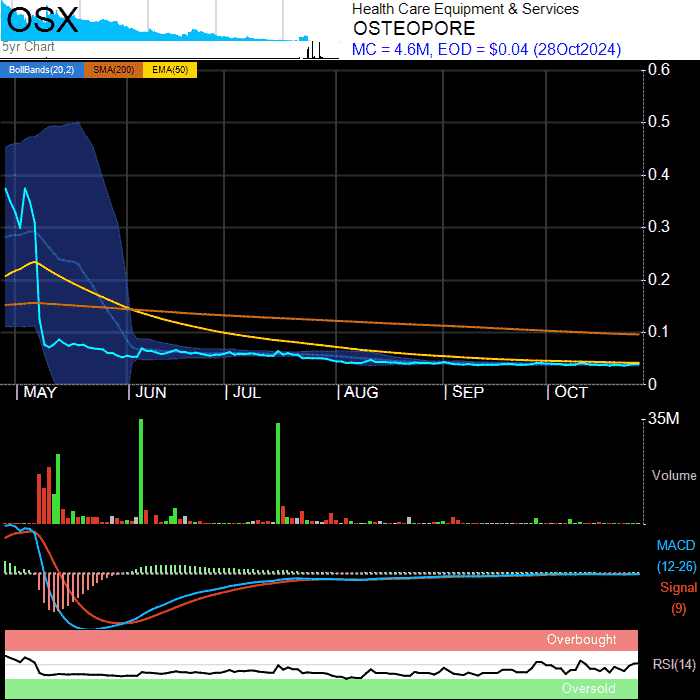 OSX
Health Care Equipment & Services
OSTEOPORE
5yr Chart
MC = 4.6M, EOD = $0.04 (28Oct2024)
BollBands(20,2) SMA(200) EMA(50)
0.6
0.5
0.4
0.3
0.2
0.1
0
MAY JUN JUL AUG SEP OCT
35M
Volume
MACD
(12-26)
Signal
(9)
Overbought
RSI(14)
Oversold